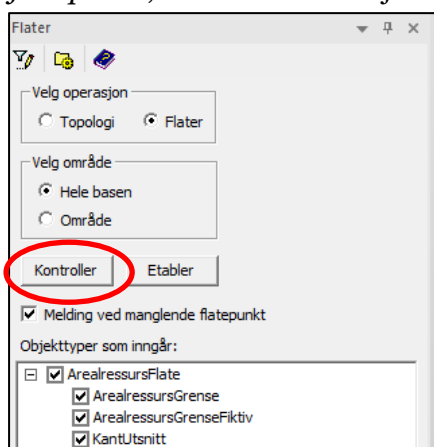 Flater
Velg operasjon
Topologi Flater
Velg område
Hele basen
Område
Kontroller Etabler
Melding ved manglende flatepunkt
Objekttyper som inngår:
ArealressursFlate
ArealressursGrense
ArealressursGrenseFiktiv
KantUtsnitt